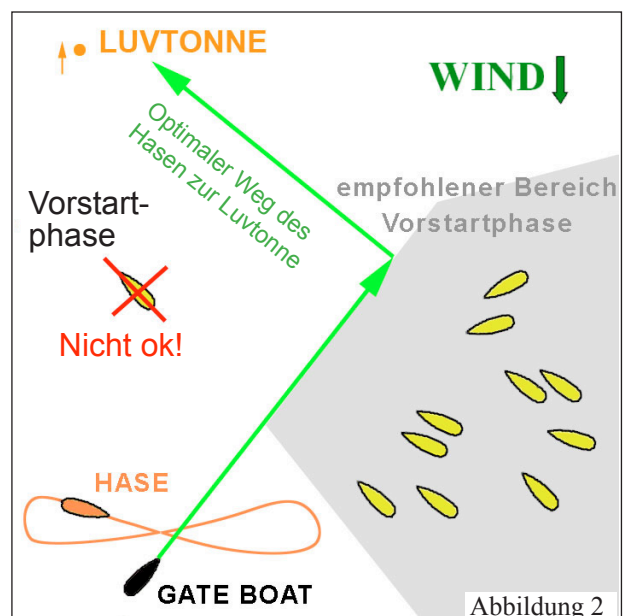 LUVTONNE
WIND
Optimaler Weg des
Hasen zur Luvtonne
empfohlener Bereich
Vorstartphase
Vorstart-
phase
Nicht ok!
HASE
GATE BOAT
Abbildung 2